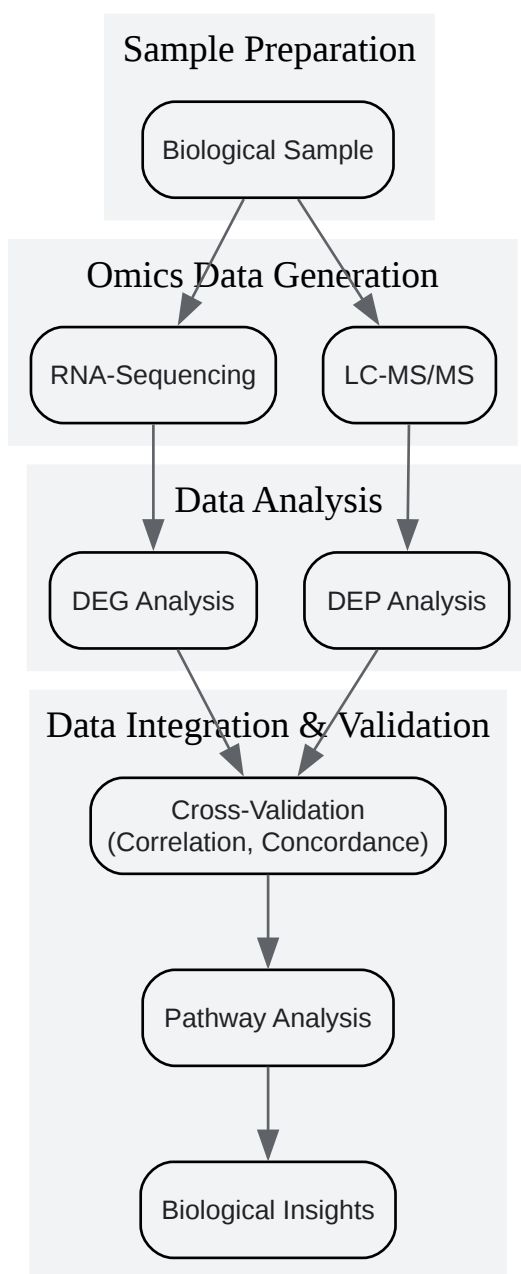 Sample Preparation
Biological Sample
Omics Data Generation
RNA-Sequencing
LC-MS/MS
Data Analysis
DEG Analysis
DEP Analysis
Data Integration & Validation
Cross-Validation
(Correlation, Concordance)
Pathway Analysis
Biological Insights